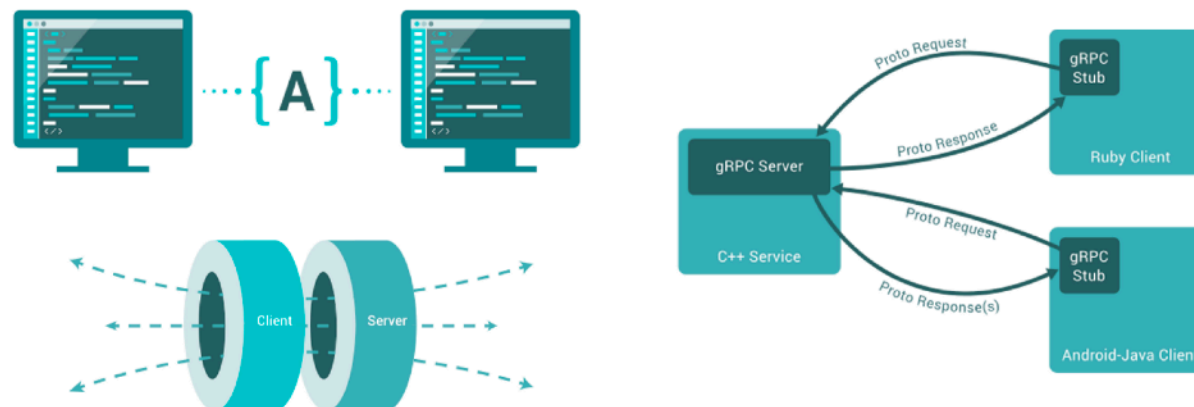 </>
{A}
</>
Client
Server
Proto Request
gRPC
Stub
Ruby Client
Proto Response
gRPC Server
C++ Service
Proto Request
gRPC
Stub
Proto Response(s)
Android-Java Clien